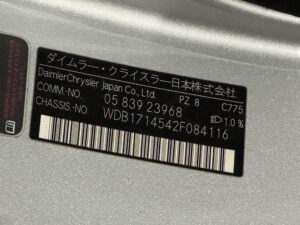 ダイムラー・クライスラー日本株式会社
DaimlerChrysler Japan Co., Ltd. PZ 8 C775
COMM.-NO. 05 839 23968 1.0%
CHASSIS-NO. WDB1714542F084116